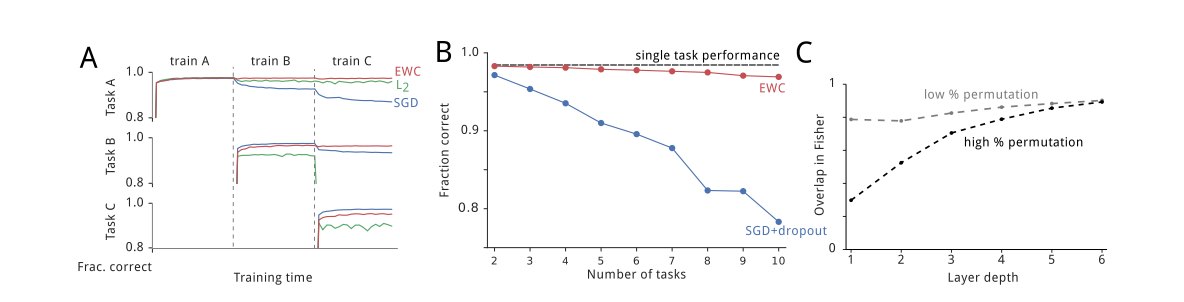 A
train A
train B
train C
Task A
1.0
0.8
EWC
L2
SGD
Task B
1.0
0.8
Task C
1.0
0.8
Frac. correct
Training time
B
1.0
0.9
0.8
Fraction correct
single task performance
EWC
SGD+dropout
2
3
4
5
6
7
8
9
10
Number of tasks
C
1
0
Overlap in Fisher
low % permutation
high % permutation
1
2
3
4
5
6
Layer depth